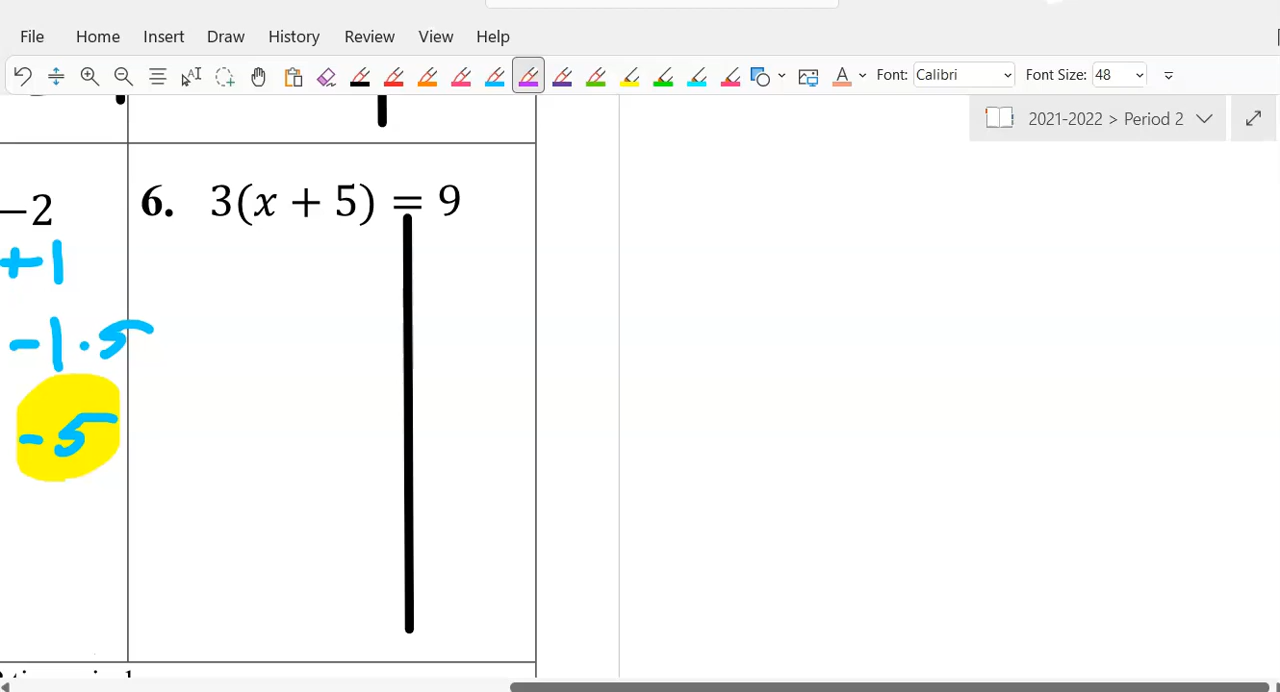 File Home Insert Draw History Review View Help
Font: Calibri Font Size: 48
2021-2022 > Period 2
−2
6. 3(x + 5) = 9
+1
-1·5
-5